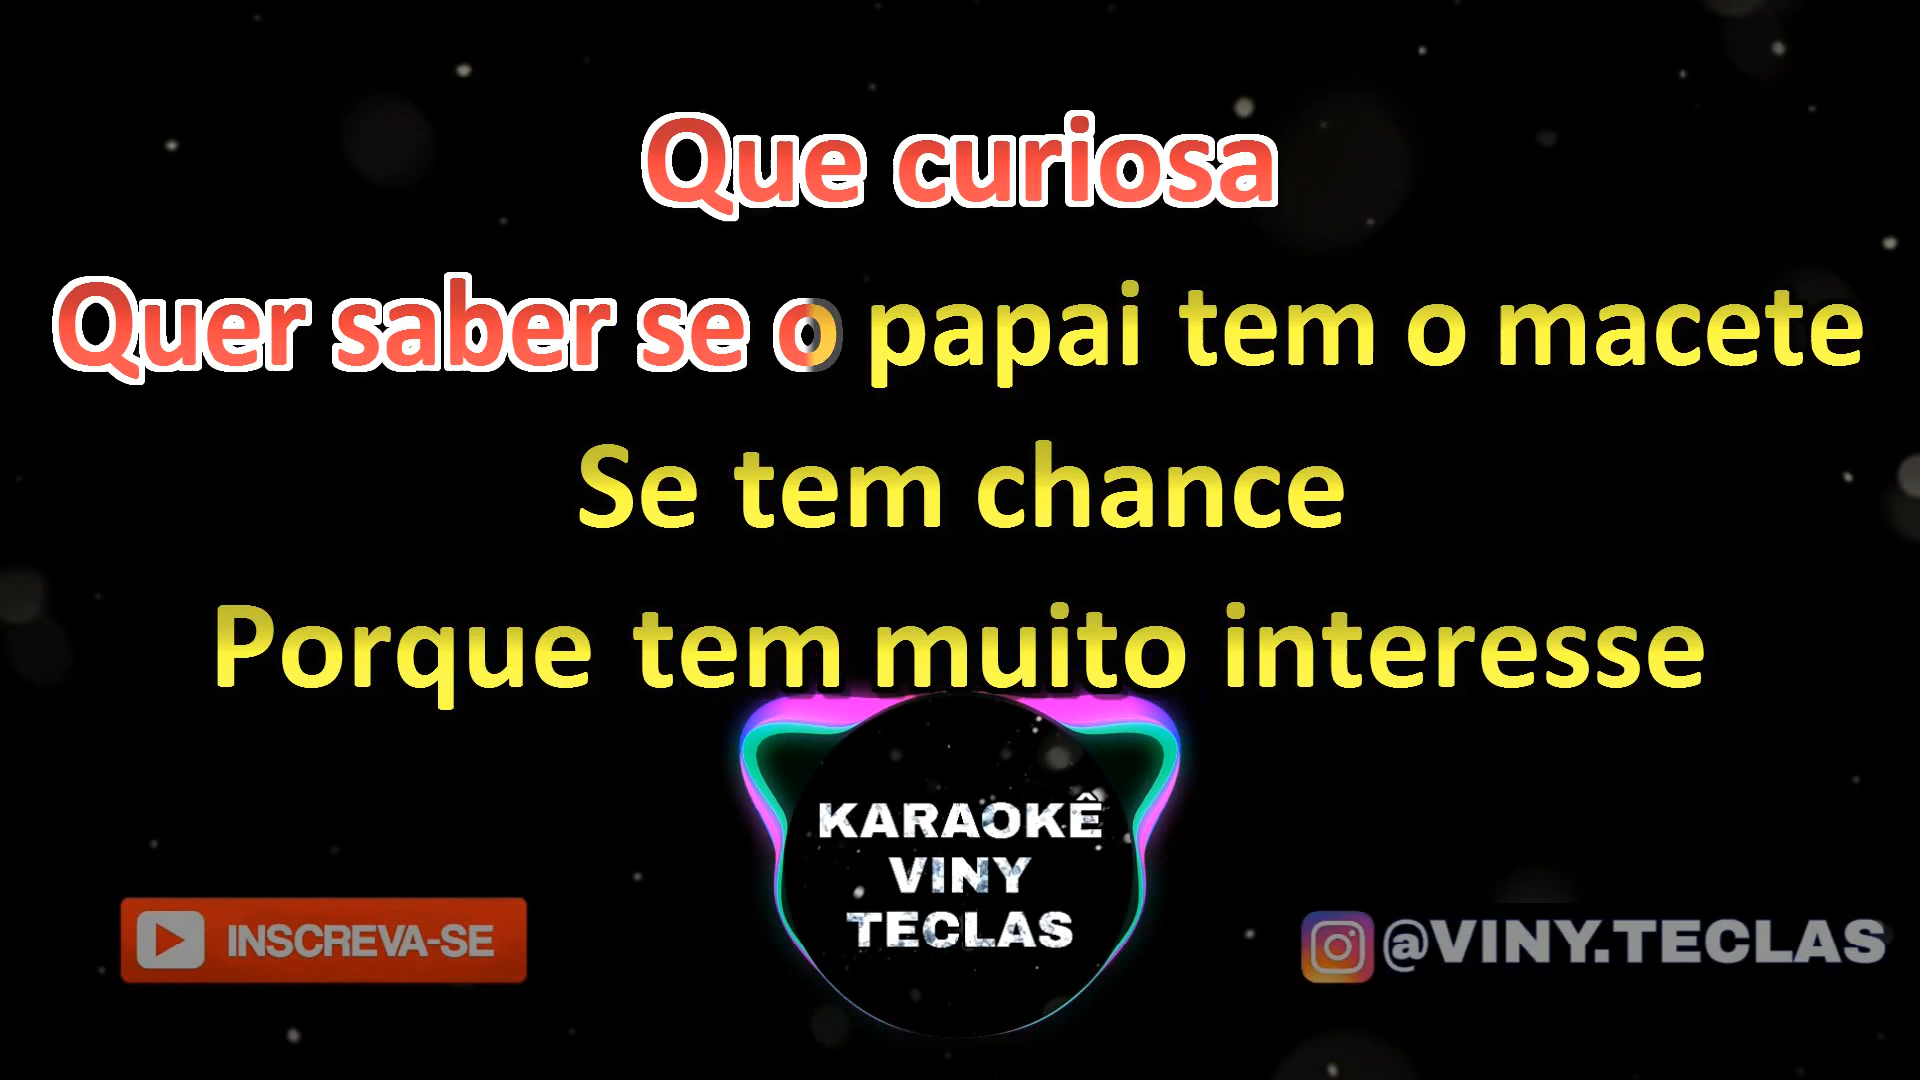 Que curiosa
Quer saber se o papai tem o macete
Se tem chance
Porque tem muito interesse
KARAOKÊ
VINY
TECLAS
INSCREVA-SE
@VINY.TECLAS